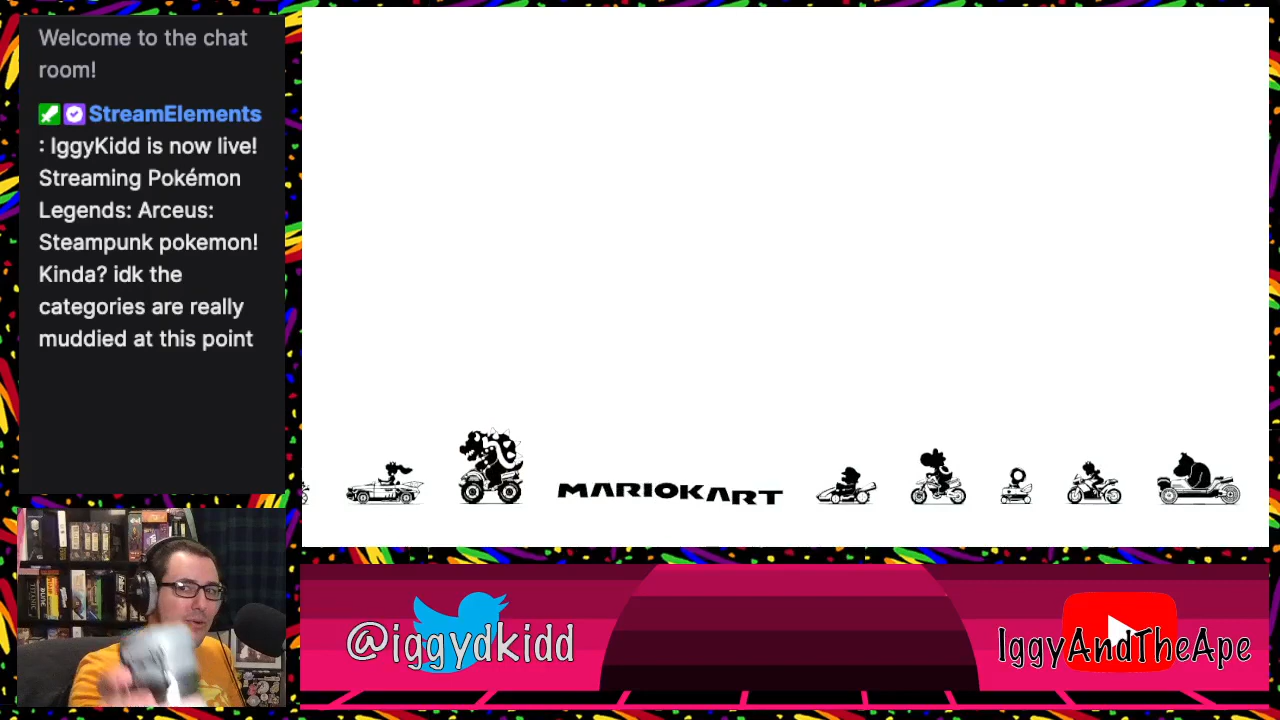 Welcome to the chat
room!
StreamElements
: IggyKidd is now live!
Streaming Pokémon
Legends: Arceus:
Steampunk pokemon!
Kinda? idk the
categories are really
muddied at this point
MARIOKART
@iggydkidd
IggyAndTheApe